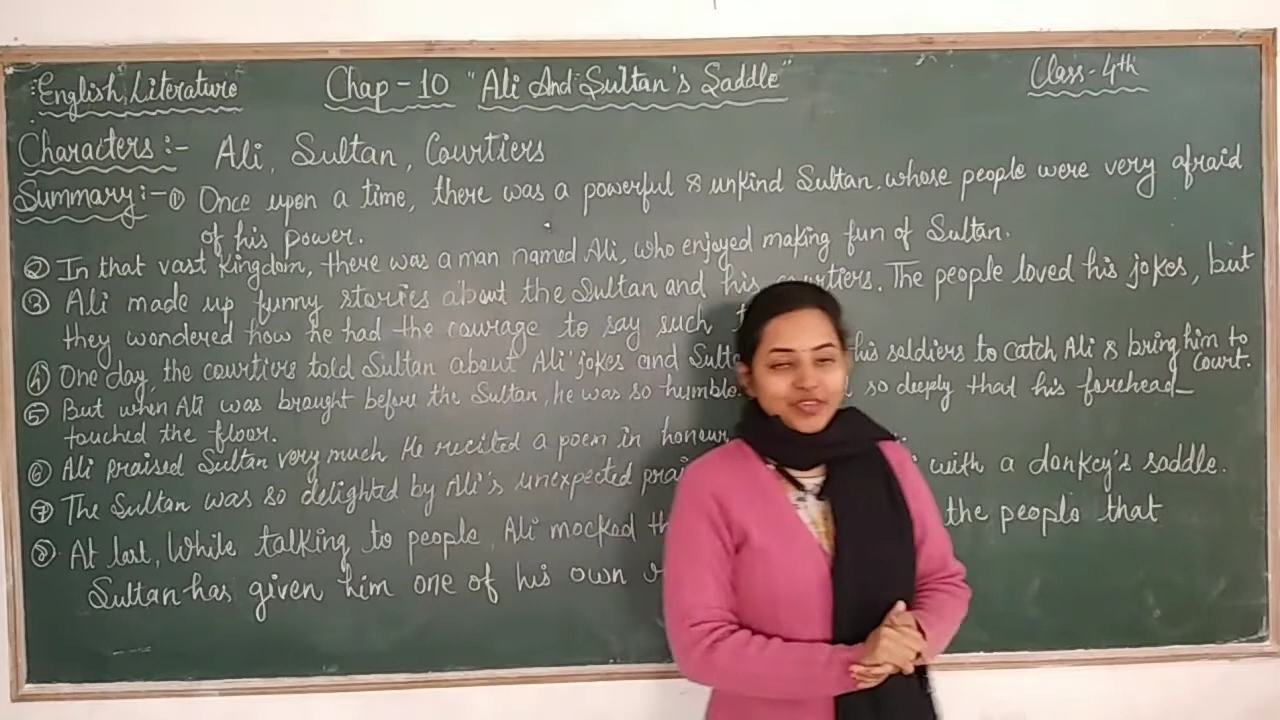 English Literature Chap-10 "Ali And Sultan's Saddle" Class-4th
Characters:- Ali, Sultan, Courtiers
Summary:- ① Once upon a time, there was a powerful & unkind Sultan. whose people were very afraid
of his power.
② In that vast kingdom, there was a man named Ali, who enjoyed making fun of Sultan.
③ Ali made up funny stories about the Sultan and his courtiers. The people loved his jokes, but
they wondered how he had the courage to say such
④ One day, the courtiers told Sultan about Ali' jokes and his soldiers to catch Ali & bring him to
court.
⑤ But when Ali was brought before the Sultan, he was so humble. so deeply that his forehead
touched the floor.
⑥ Ali praised Sultan very much. He recited a poem in honour
⑦ The Sultan was so delighted by Ali's unexpected with a donkey's saddle.
⑧ At last, While talking to people, Ali mocked the people that
Sultan has given him one of his own